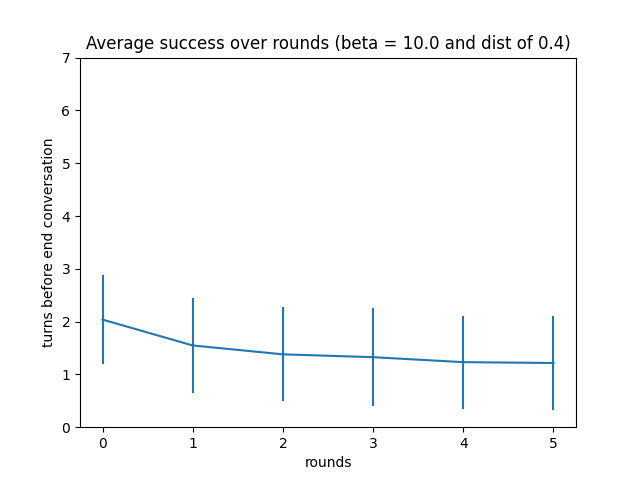 Average success over rounds (beta = 10.0 and dist of 0.4)
turns before end conversation
7
6
5
4
3
2
1
0
0 1 2 3 4 5
rounds